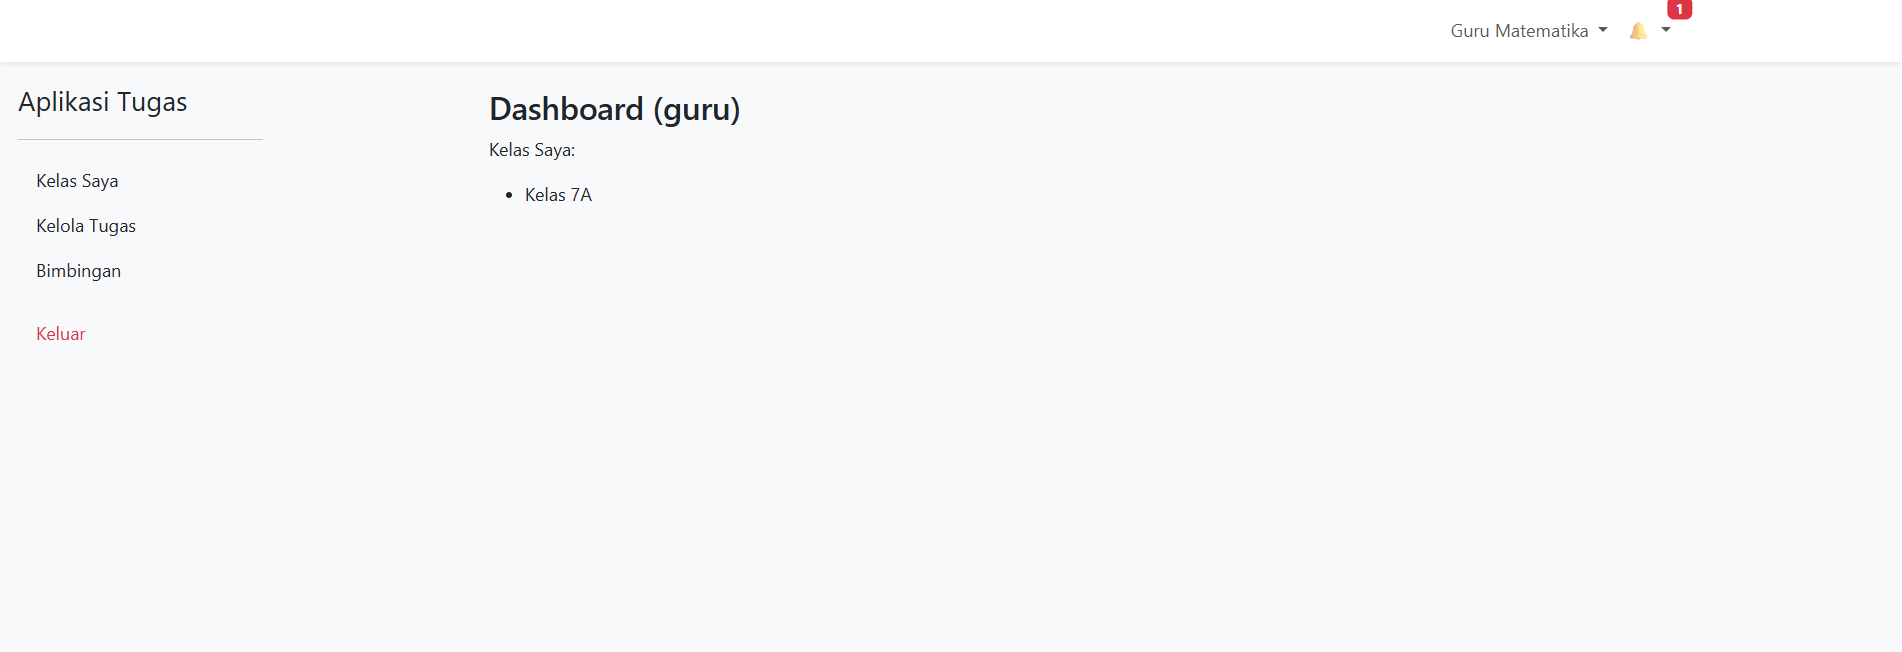 1
Guru Matematika
Aplikasi Tugas
Kelas Saya
Kelola Tugas
Bimbingan
Keluar
Dashboard (guru)
Kelas Saya:
Kelas 7A